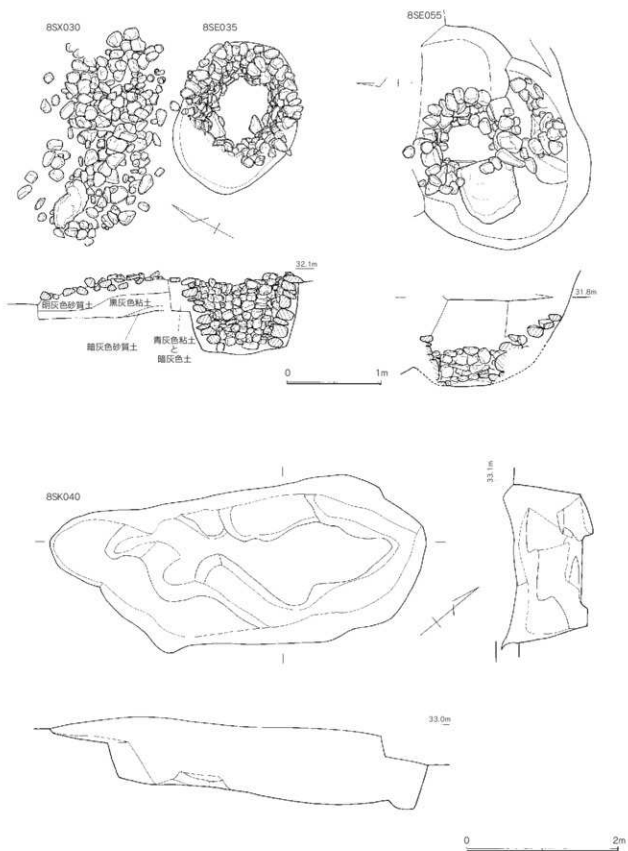 8SX030
8SE035
8SE055
32.1m
明灰色砂質土
黒灰色粘土
暗灰色砂質土
青灰色粘土
と
暗灰色土
31.8m
0 1m
8SK040
33.1m
33.0m
0 2m